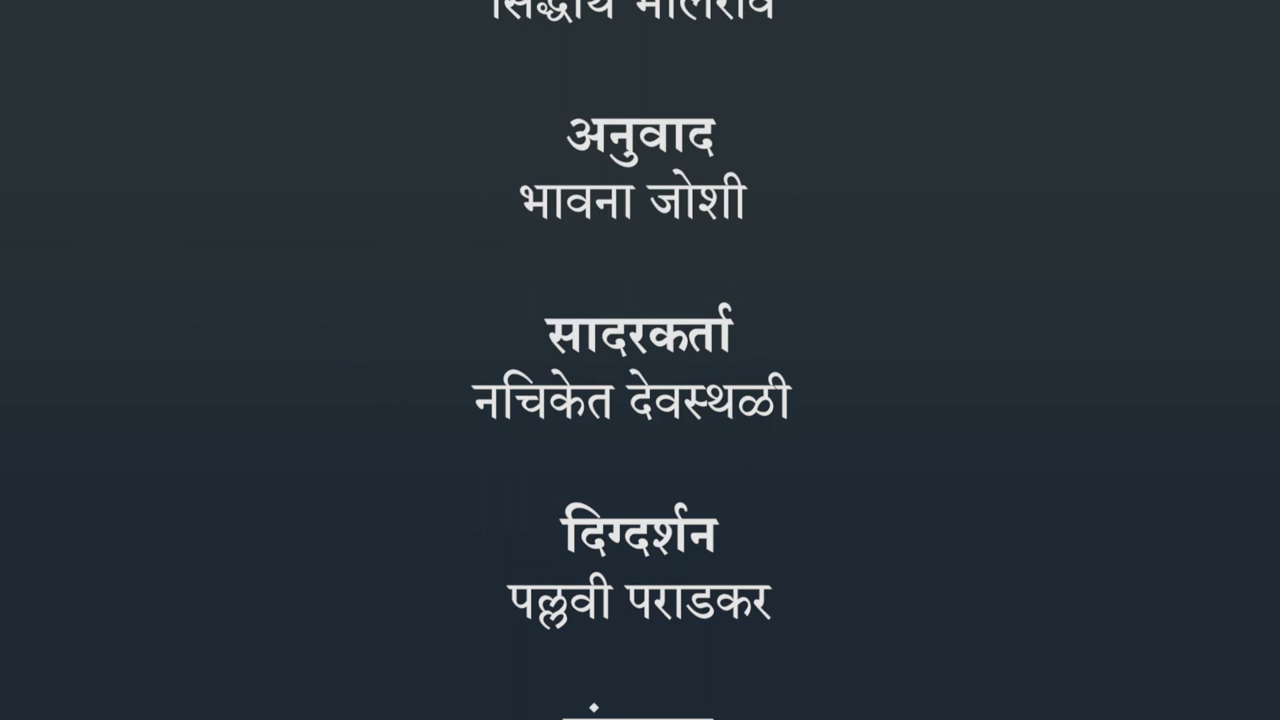 सिद्धार्थ भालेराव
अनुवाद
भावना जोशी
सादरकर्ता
नचिकेत देवस्थळी
दिग्दर्शन
पल्लवी पराडकर